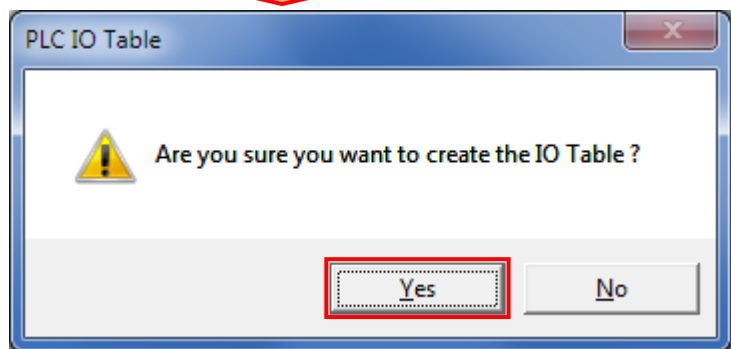 PLC IO Table
Are you sure you want to create the IO Table ?
Yes
No